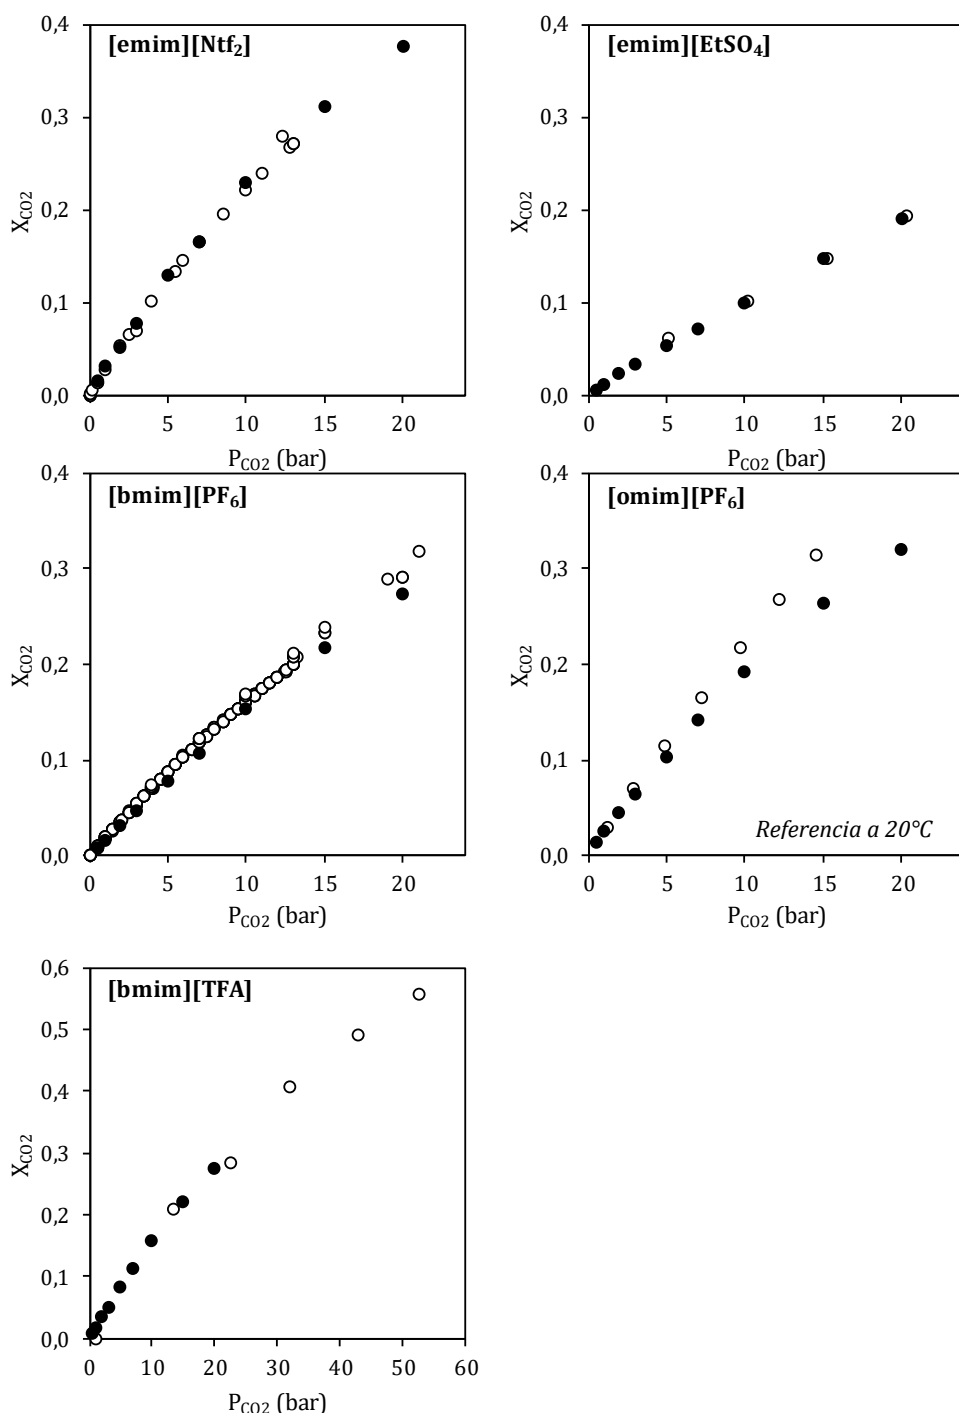 [emim][Ntf2]
0,4
0,3
0,2
0,1
0,0
XCO2
0 5 10 15 20
PCO2 (bar)
[emim][EtSO4]
0,4
0,3
0,2
0,1
0,0
XCO2
0 5 10 15 20
PCO2 (bar)
[bmim][PF6]
0,4
0,3
0,2
0,1
0,0
XCO2
0 5 10 15 20
PCO2 (bar)
[omim][PF6]
0,4
0,3
0,2
0,1
0,0
XCO2
Referencia a 20°C
0 5 10 15 20
PCO2 (bar)
[bmim][TFA]
0,6
0,5
0,4
0,3
0,2
0,1
0,0
XCO2
0 10 20 30 40 50 60
PCO2 (bar)